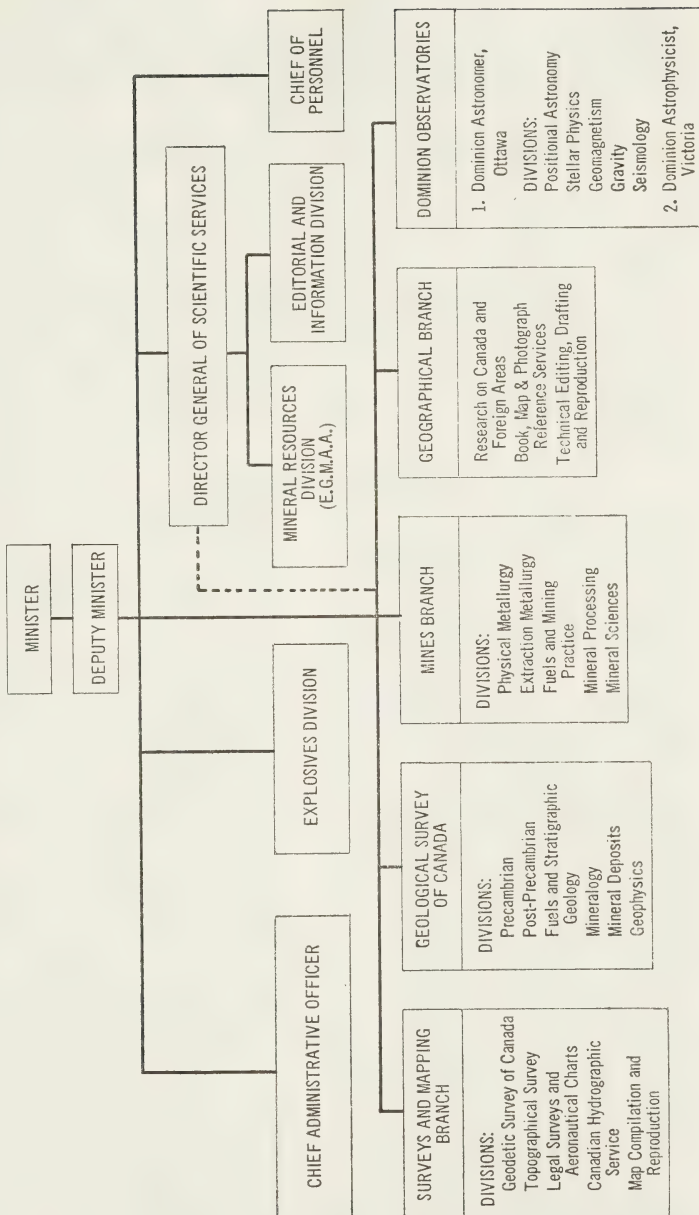 MINISTER
DEPUTY MINISTER
CHIEF ADMINISTRATIVE OFFICER
EXPLOSIVES DIVISION
DIRECTOR GENERAL OF SCIENTIFIC SERVICES
CHIEF OF
PERSONNEL
MINERAL RESOURCES
DIVISION
(E.G.M.A.A.)
EDITORIAL AND
INFORMATION DIVISION
SURVEYS AND MAPPING
BRANCH
DIVISIONS:
Geodetic Survey of Canada
Topographical Survey
Legal Surveys and
Aeronautical Charts
Canadian Hydrographic
Service
Map Compilation and
Reproduction
GEOLOGICAL SURVEY
OF CANADA
DIVISIONS:
Precambrian
Post-Precambrian
Fuels and Stratigraphic
Geology
Mineralogy
Mineral Deposits
Geophysics
MINES BRANCH
DIVISIONS:
Physical Metallurgy
Extraction Metallurgy
Fuels and Mining
Practice
Mineral Processing
Mineral Sciences
GEOGRAPHICAL BRANCH
Research on Canada and
Foreign Areas
Book, Map & Photograph
Reference Services
Technical Editing, Drafting
and Reproduction
DOMINION OBSERVATORIES
1. Dominion Astronomer,
Ottawa
DIVISIONS:
Positional Astronomy
Stellar Physics
Geomagnetism
Gravity
Seismology
2. Dominion Astrophysicist,
Victoria